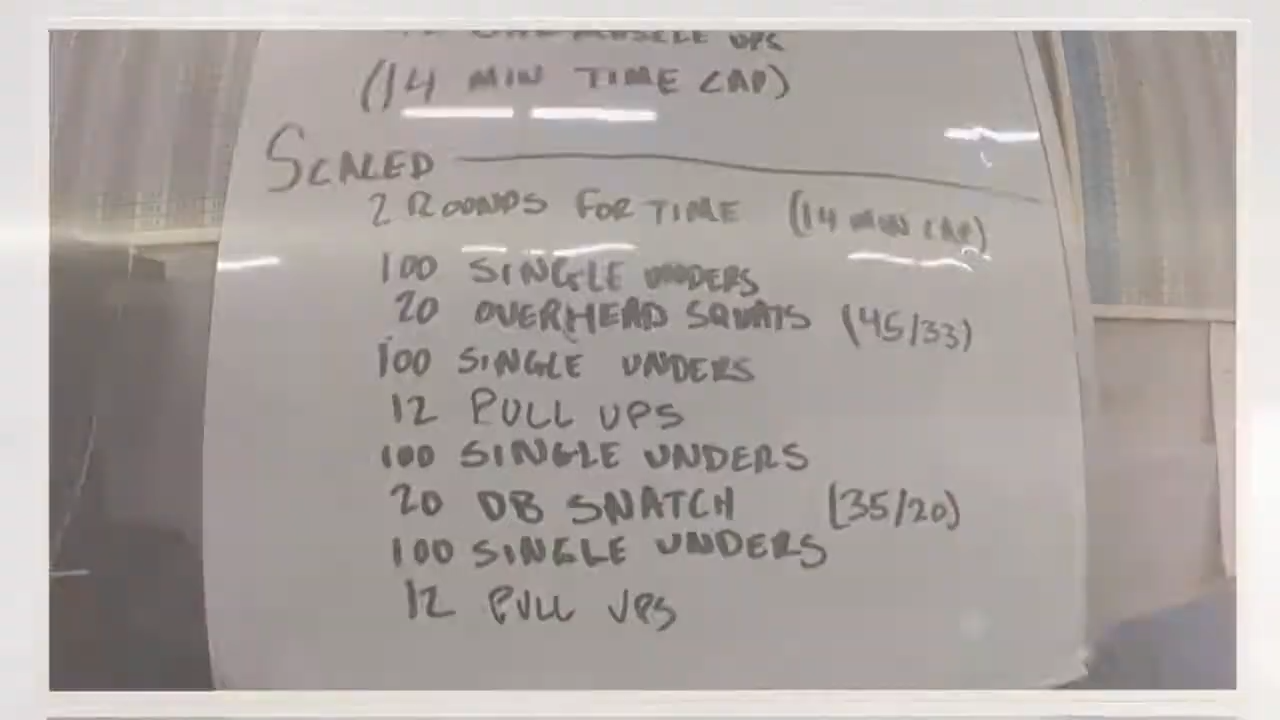 MUSCLE UPS
(14 MIN TIME CAP)
SCALED
2 ROUNDS FOR TIME (14 MIN CAP)
100 SINGLE UNDERS
20 OVERHEAD SQUATS (45/33)
100 SINGLE UNDERS
12 PULL UPS
100 SINGLE UNDERS
20 DB SNATCH (35/20)
100 SINGLE UNDERS
12 PULL UPS